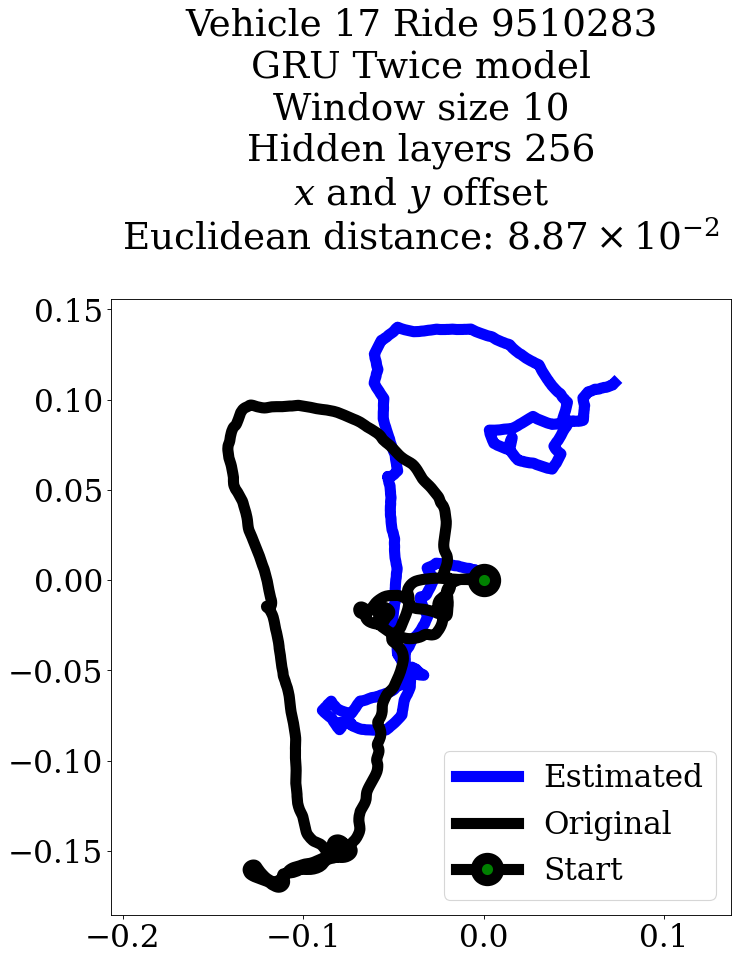 Vehicle 17 Ride 9510283
GRU Twice model
Window size 10
Hidden layers 256
x and y offset
Euclidean distance: 8.87 × 10⁻²
0.15
0.10
0.05
0.00
−0.05
−0.10
−0.15
−0.2
−0.1
0.0
0.1
Estimated
Original
Start